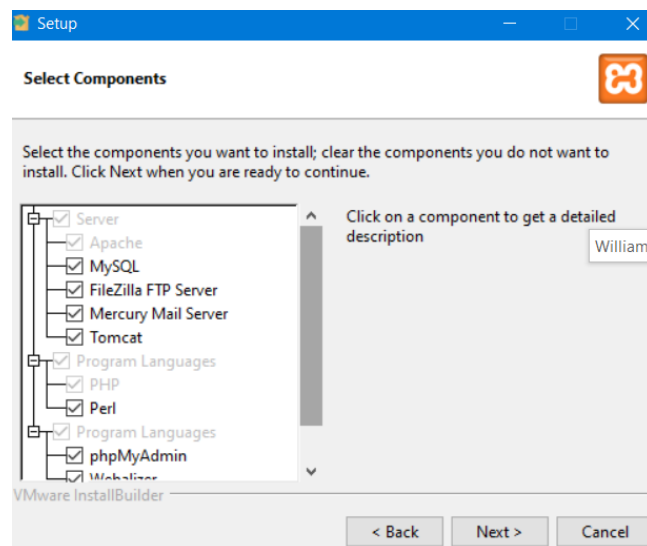 Setup
Select Components
Select the components you want to install; clear the components you do not want to
install. Click Next when you are ready to continue.
Server
Apache
MySQL
FileZilla FTP Server
Mercury Mail Server
Tomcat
Program Languages
PHP
Perl
Program Languages
phpMyAdmin
Webalizer
Click on a component to get a detailed
description
William
VMware InstallBuilder
< Back
Next >
Cancel